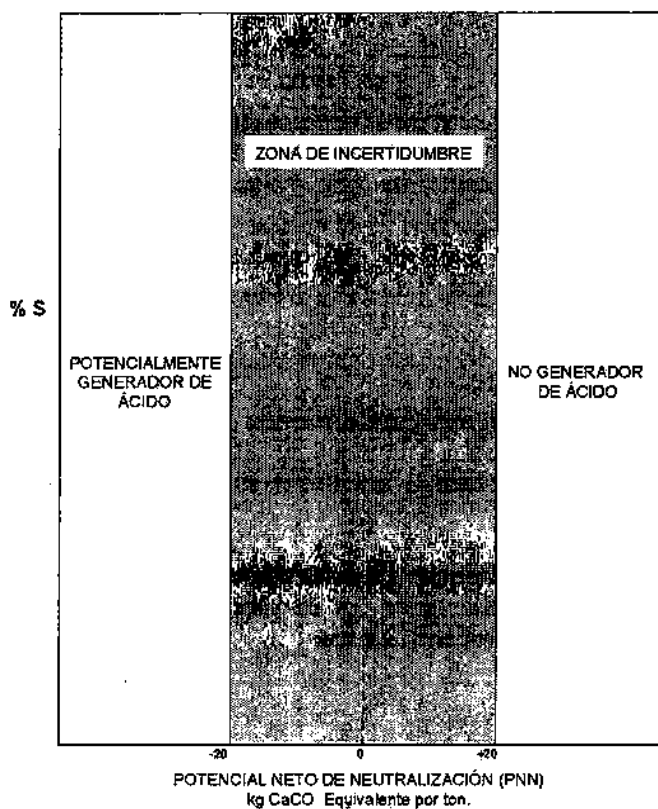 ZONA DE INCERTIDUMBRE
% S
POTENCIALMENTE
GENERADOR DE
ÁCIDO
NO GENERADOR
DE ÁCIDO
-20 0 +20
POTENCIAL NETO DE NEUTRALIZACIÓN (PNN)
kg CaCO Equivalente por ton.